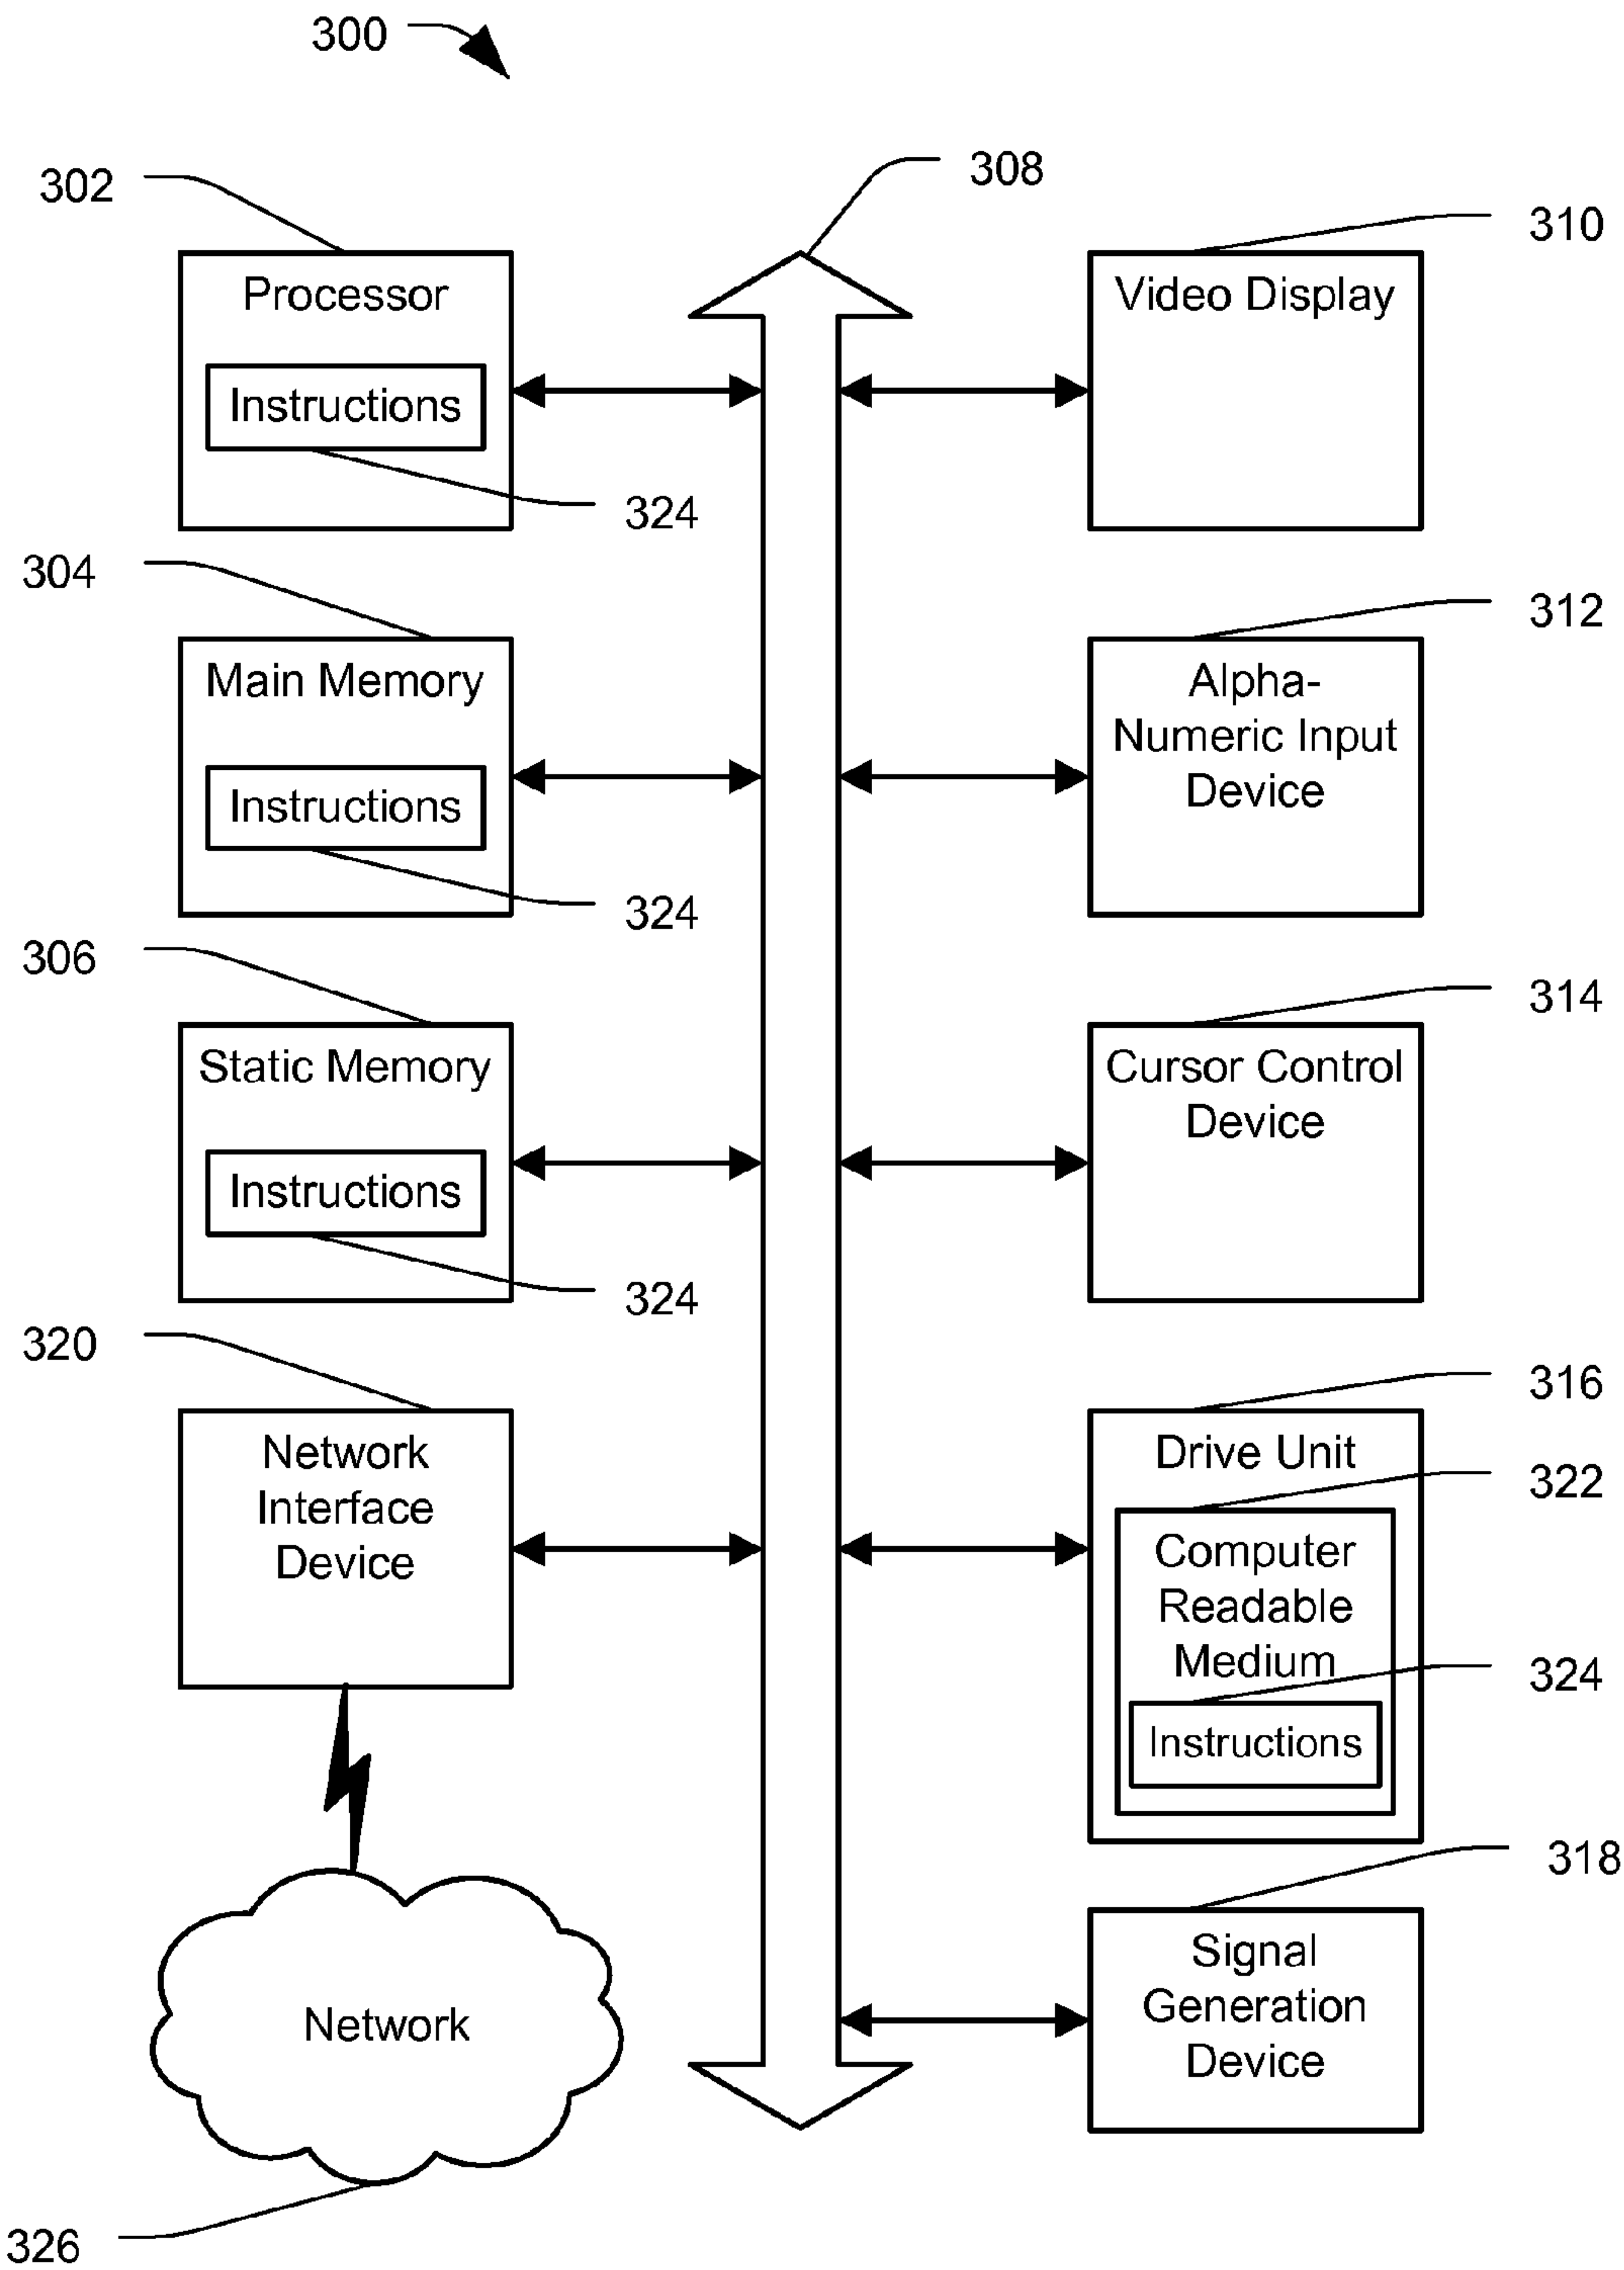 300
308
302
310
Processor
Video Display
Instructions
324
304
312
Main Memory
Alpha-
Numeric Input
Device
Instructions
324
306
314
Static Memory
Cursor Control
Device
Instructions
324
320
316
Network
Interface
Device
Drive Unit
322
Computer
Readable
Medium
324
Instructions
318
Signal
Generation
Device
Network
326